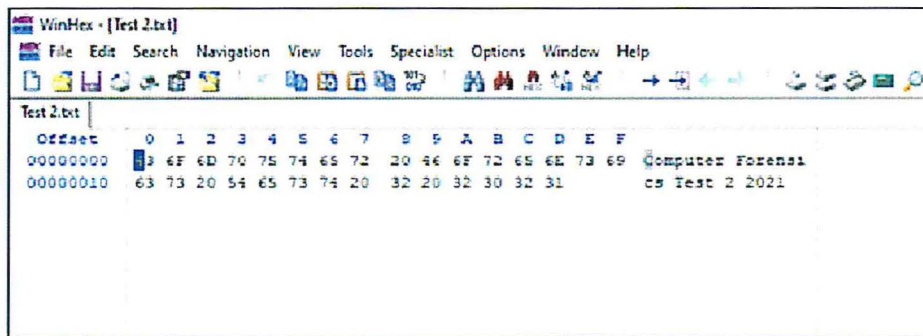 WinHex - [Test 2.txt]
File Edit Search Navigation View Tools Specialist Options Window Help
Test 2.txt
Offset 0 1 2 3 4 5 6 7 8 9 A B C D E F
00000000 43 6F 6D 70 75 74 65 72 20 46 6F 72 65 6E 73 69 Computer Forensi
00000010 63 73 20 54 65 73 74 20 32 20 32 30 32 31 cs Test 2 2021